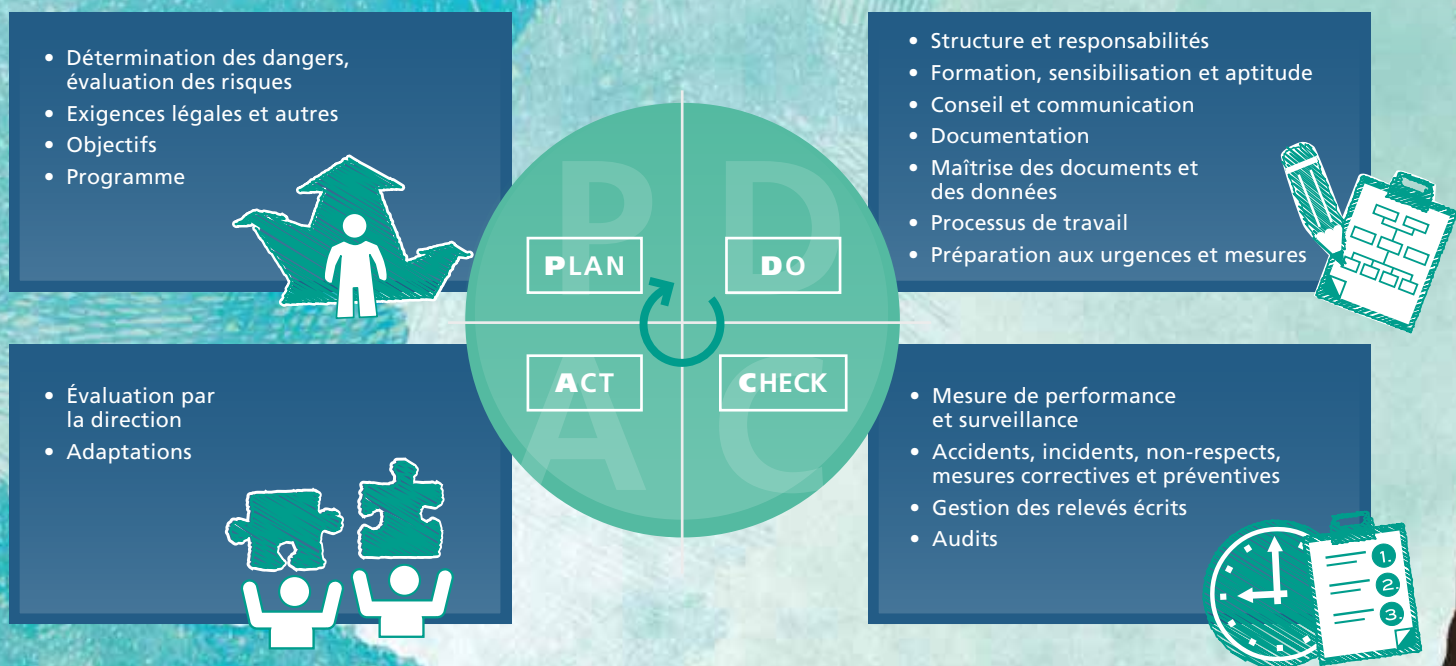 • Détermination des dangers,
évaluation des risques
• Exigences légales et autres
• Objectifs
• Programme
• Structure et responsabilités
• Formation, sensibilisation et aptitude
• Conseil et communication
• Documentation
• Maîtrise des documents et
des données
• Processus de travail
• Préparation aux urgences et mesures
P D
PLAN
DO
ACT
CHECK
A C
• Évaluation par
la direction
• Adaptations
• Mesure de performance
et surveillance
• Accidents, incidents, non-respects,
mesures correctives et préventives
• Gestion des relevés écrits
• Audits
1.
2.
3.